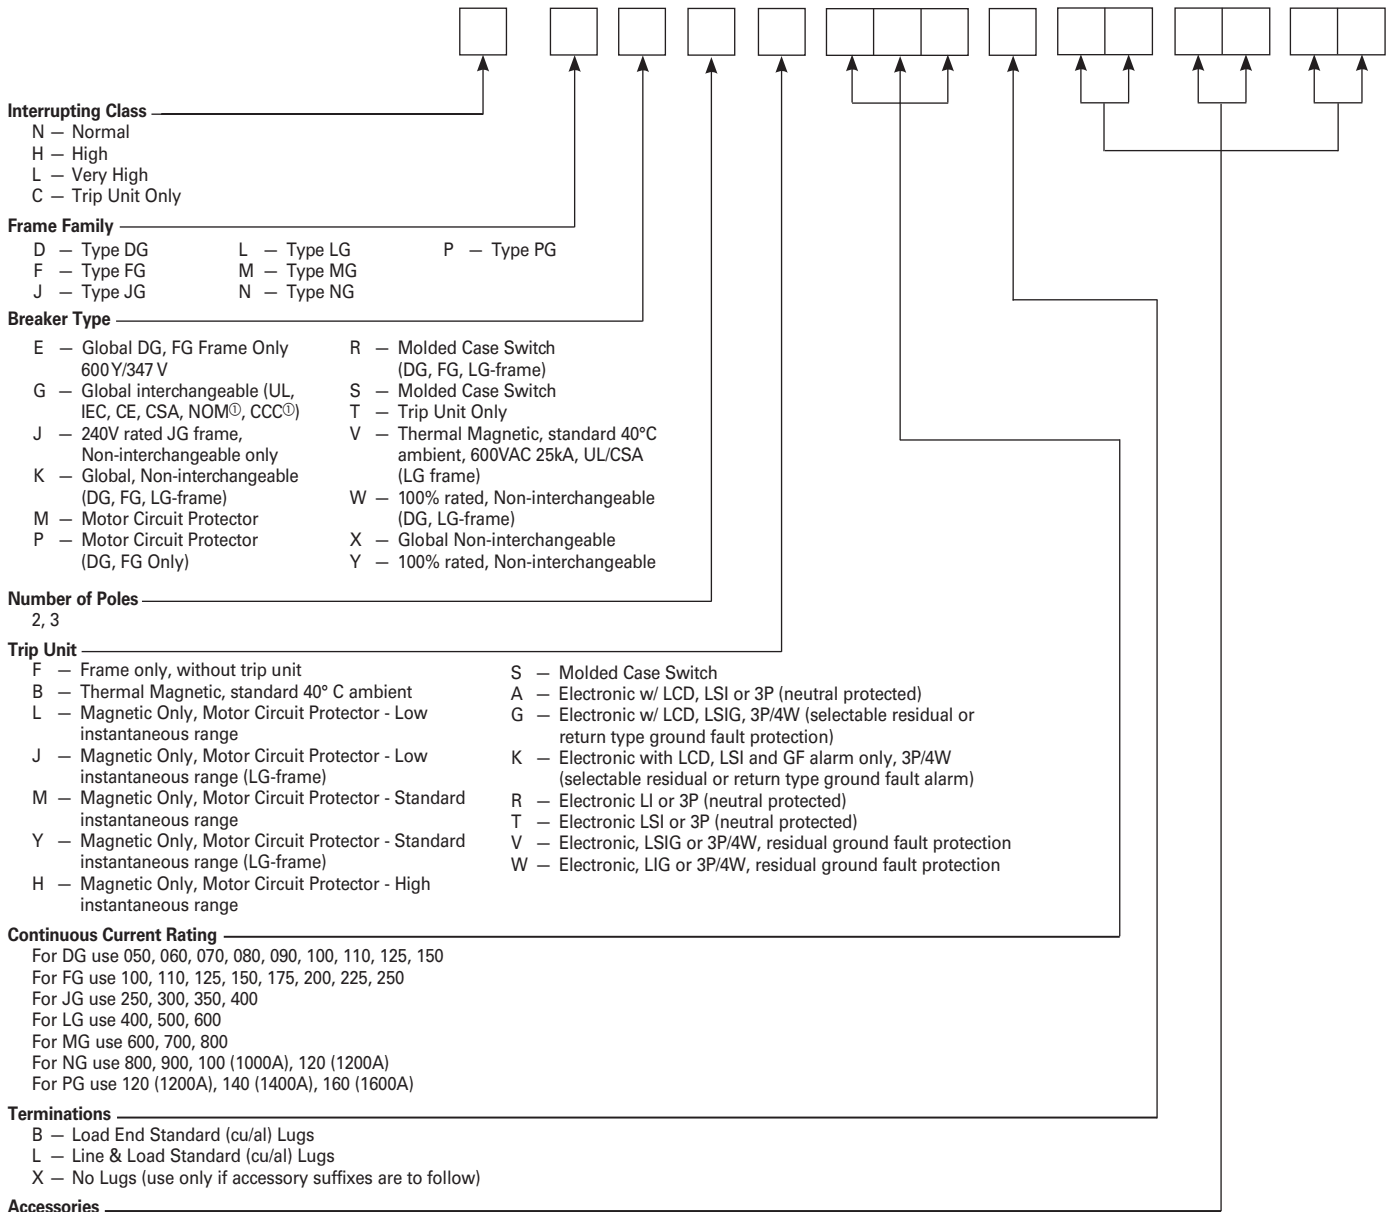 Interrupting Class
N — Normal
H — High
L — Very High
C — Trip Unit Only
Frame Family
D — Type DG
F — Type FG
J — Type JG
L — Type LG
M — Type MG
N — Type NG
P — Type PG
Breaker Type
E — Global DG, FG Frame Only
600Y/347 V
G — Global interchangeable (UL,
IEC, CE, CSA, NOM①, CCC①)
J — 240V rated JG frame,
Non-interchangeable only
K — Global, Non-interchangeable
(DG, FG, LG-frame)
M — Motor Circuit Protector
P — Motor Circuit Protector
(DG, FG Only)
R — Molded Case Switch
(DG, FG, LG-frame)
S — Molded Case Switch
T — Trip Unit Only
V — Thermal Magnetic, standard 40°C
ambient, 600VAC 25kA, UL/CSA
(LG frame)
W — 100% rated, Non-interchangeable
(DG, LG-frame)
X — Global Non-interchangeable
Y — 100% rated, Non-interchangeable
Number of Poles
2, 3
Trip Unit
F — Frame only, without trip unit
B — Thermal Magnetic, standard 40° C ambient
L — Magnetic Only, Motor Circuit Protector - Low
instantaneous range
J — Magnetic Only, Motor Circuit Protector - Low
instantaneous range (LG-frame)
M — Magnetic Only, Motor Circuit Protector - Standard
instantaneous range
Y — Magnetic Only, Motor Circuit Protector - Standard
instantaneous range (LG-frame)
H — Magnetic Only, Motor Circuit Protector - High
instantaneous range
S — Molded Case Switch
A — Electronic w/ LCD, LSI or 3P (neutral protected)
G — Electronic w/ LCD, LSIG, 3P/4W (selectable residual or
return type ground fault protection)
K — Electronic with LCD, LSI and GF alarm only, 3P/4W
(selectable residual or return type ground fault alarm)
R — Electronic LI or 3P (neutral protected)
T — Electronic LSI or 3P (neutral protected)
V — Electronic, LSIG or 3P/4W, residual ground fault protection
W — Electronic, LIG or 3P/4W, residual ground fault protection
Continuous Current Rating
For DG use 050, 060, 070, 080, 090, 100, 110, 125, 150
For FG use 100, 110, 125, 150, 175, 200, 225, 250
For JG use 250, 300, 350, 400
For LG use 400, 500, 600
For MG use 600, 700, 800
For NG use 800, 900, 100 (1000A), 120 (1200A)
For PG use 120 (1200A), 140 (1400A), 160 (1600A)
Terminations
B — Load End Standard (cu/al) Lugs
L — Line & Load Standard (cu/al) Lugs
X — No Lugs (use only if accessory suffixes are to follow)
Accessories